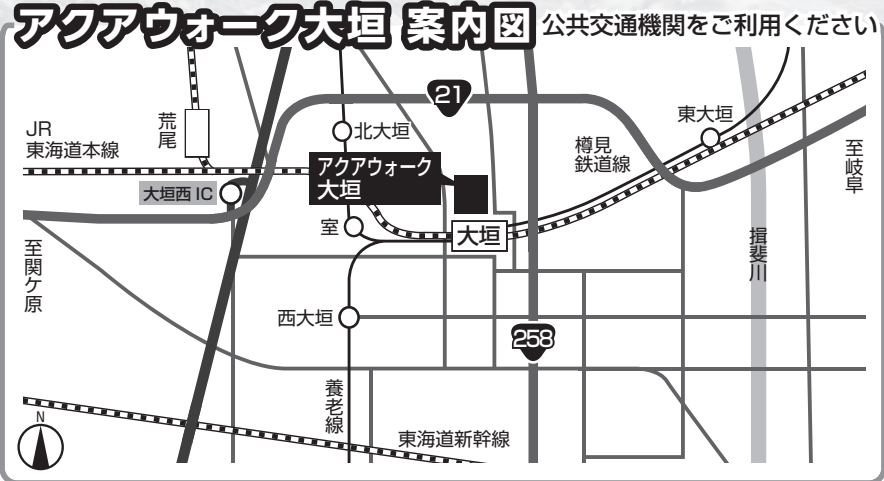 アクアウォーク大垣 案内図
公共交通機関をご利用ください
21
荒尾
JR
東海道本線
北大垣
東大垣
樽見
鉄道線
至岐阜
アクアウォーク
大垣
大垣西IC
室
大垣
至関ケ原
揖斐川
西大垣
258
養老線
東海道新幹線
N